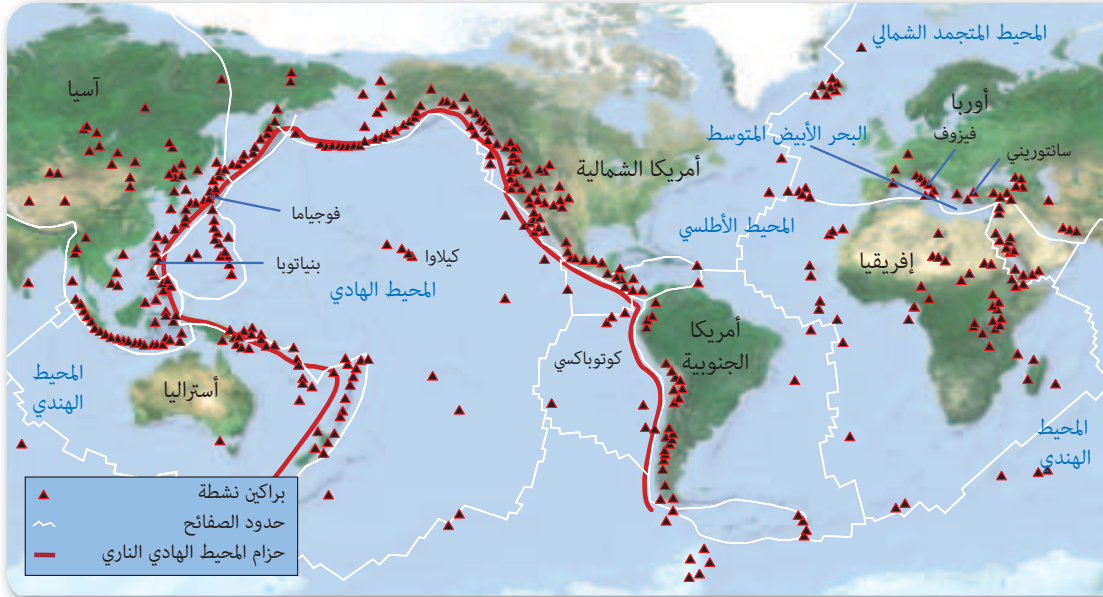 المحيط المتجمد الشمالي
آسيا
أوربا
فيزوف
البحر الأبيض المتوسط
سانتوريني
أمريكا الشمالية
فوجياما
المحيط الأطلسي
كيلاوا
إفريقيا
بنياتوبا
المحيط الهادي
أمريكا
الجنوبية
كوتوباكسي
المحيط
الهندي
أستراليا
المحيط
الهندي
براكين نشطة
حدود الصفائح
حزام المحيط الهادي الناري